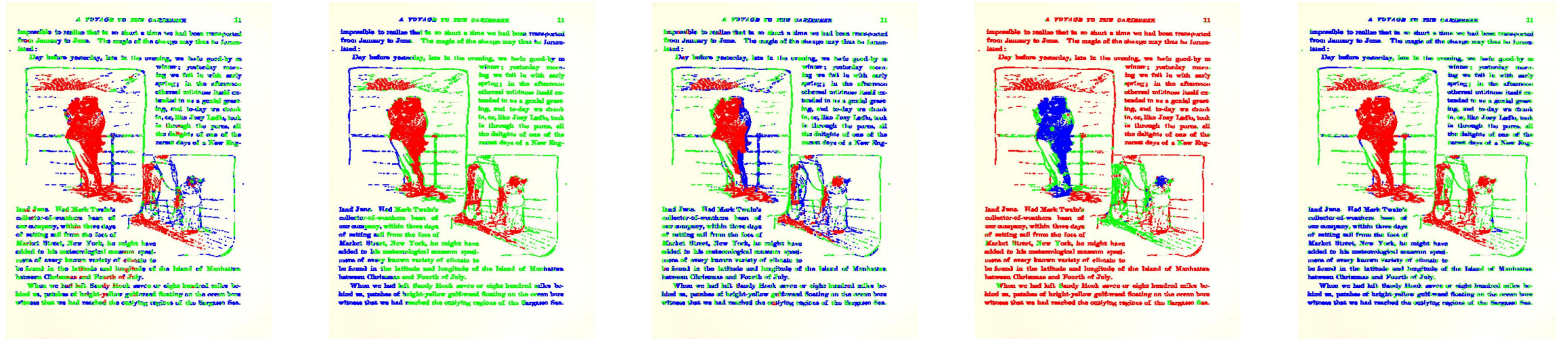 A VOYAGE TO THE CARIBBEES
impossible to realize that in so short a time we had been transported
from January to June. The magic of the change may thus be formu-
lated:
Day before yesterday, late in the evening, we bade good-by to
winter; yesterday morn-
ing we fell in with early
spring; in the afternoon
ethereal mildness itself ex-
tended to us a genial greet-
ing, and to-day we drank
in, or, like Joey Ladle, took
in through the pores, all
the delights of one of the
rarest days of a New Eng-
land June. Had Mark Twain's
collector-of-weathers been of
our company, within three days
of setting sail from the foot of
Market Street, New York, he might have
added to his meteorological museum speci-
mens of every known variety of climate to
be found in the latitude and longitude of the Island of Manhattan
between Christmas and Fourth of July.
When we had left Sandy Hook seven or eight hundred miles be-
hind us, patches of bright-yellow gulfweed floating on the ocean bore
witness that we had reached the outlying regions of the Sargasso Sea.